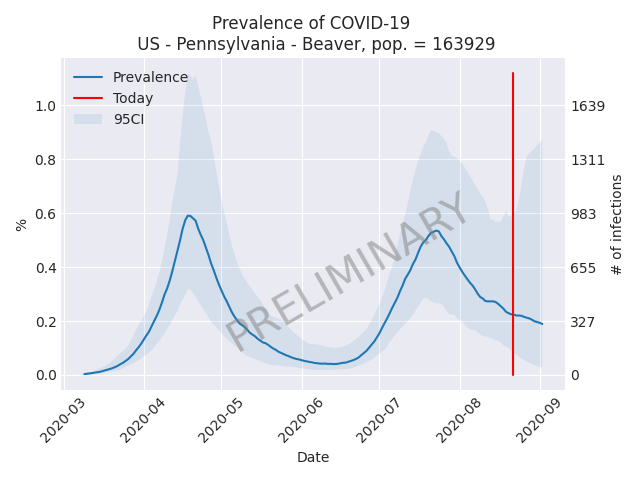 Prevalence of COVID-19
US - Pennsylvania - Beaver, pop. = 163929
Prevalence
Today
95CI
1.0
0.8
0.6
0.4
0.2
0.0
%
1639
1311
983
655
327
0
# of infections
PRELIMINARY
2020-03
2020-04
2020-05
2020-06
2020-07
2020-08
2020-09
Date